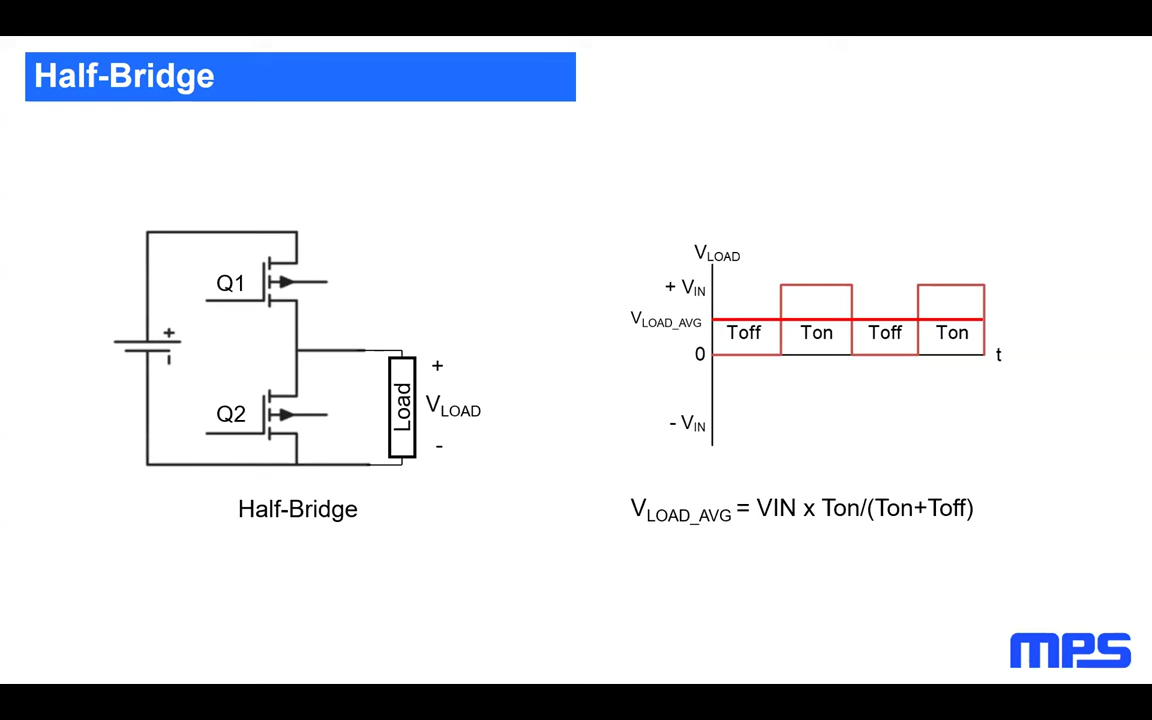 Half-Bridge
Q1
+
-
Q2
Load
+
VLOAD
-
Half-Bridge
VLOAD
+ VIN
VLOAD_AVG
Toff Ton Toff Ton
0
t
- VIN
VLOAD_AVG = VIN x Ton/(Ton+Toff)
mps